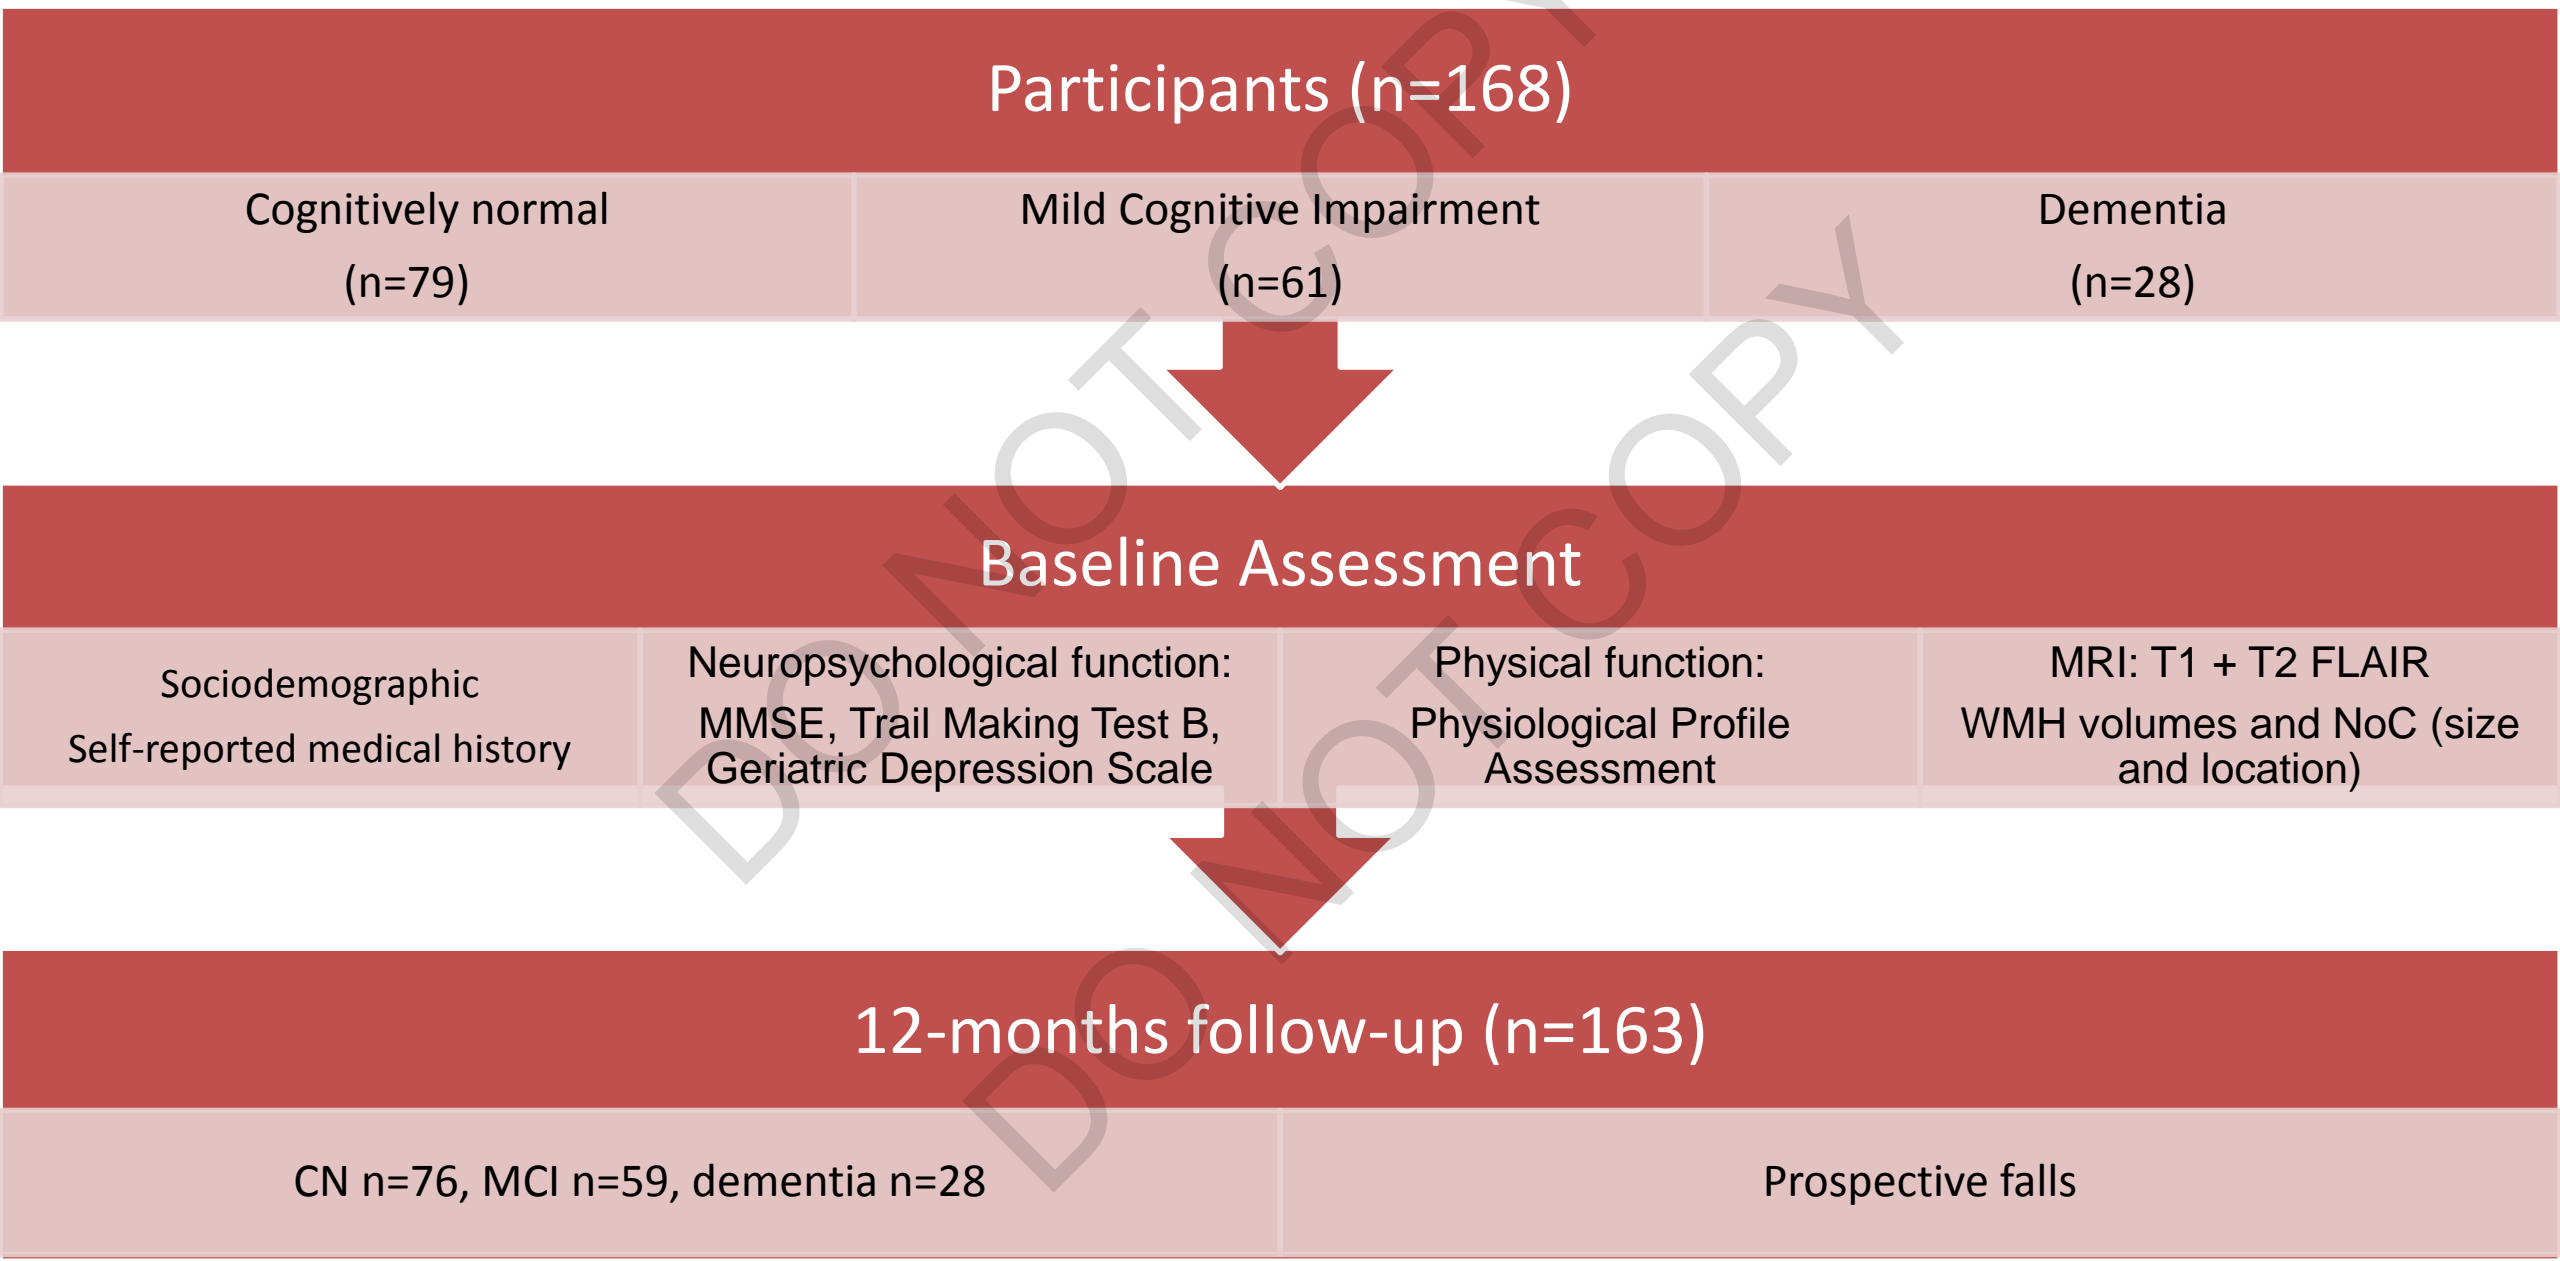 Participants (n=168)
Cognitively normal
(n=79)
Mild Cognitive Impairment
(n=61)
Dementia
(n=28)
Baseline Assessment
Sociodemographic
Self-reported medical history
Neuropsychological function:
MMSE, Trail Making Test B,
Geriatric Depression Scale
Physical function:
Physiological Profile
Assessment
MRI: T1 + T2 FLAIR
WMH volumes and NoC (size
and location)
12-months follow-up (n=163)
CN n=76, MCI n=59, dementia n=28
Prospective falls
DO NOT COPY
DO NOT COPY